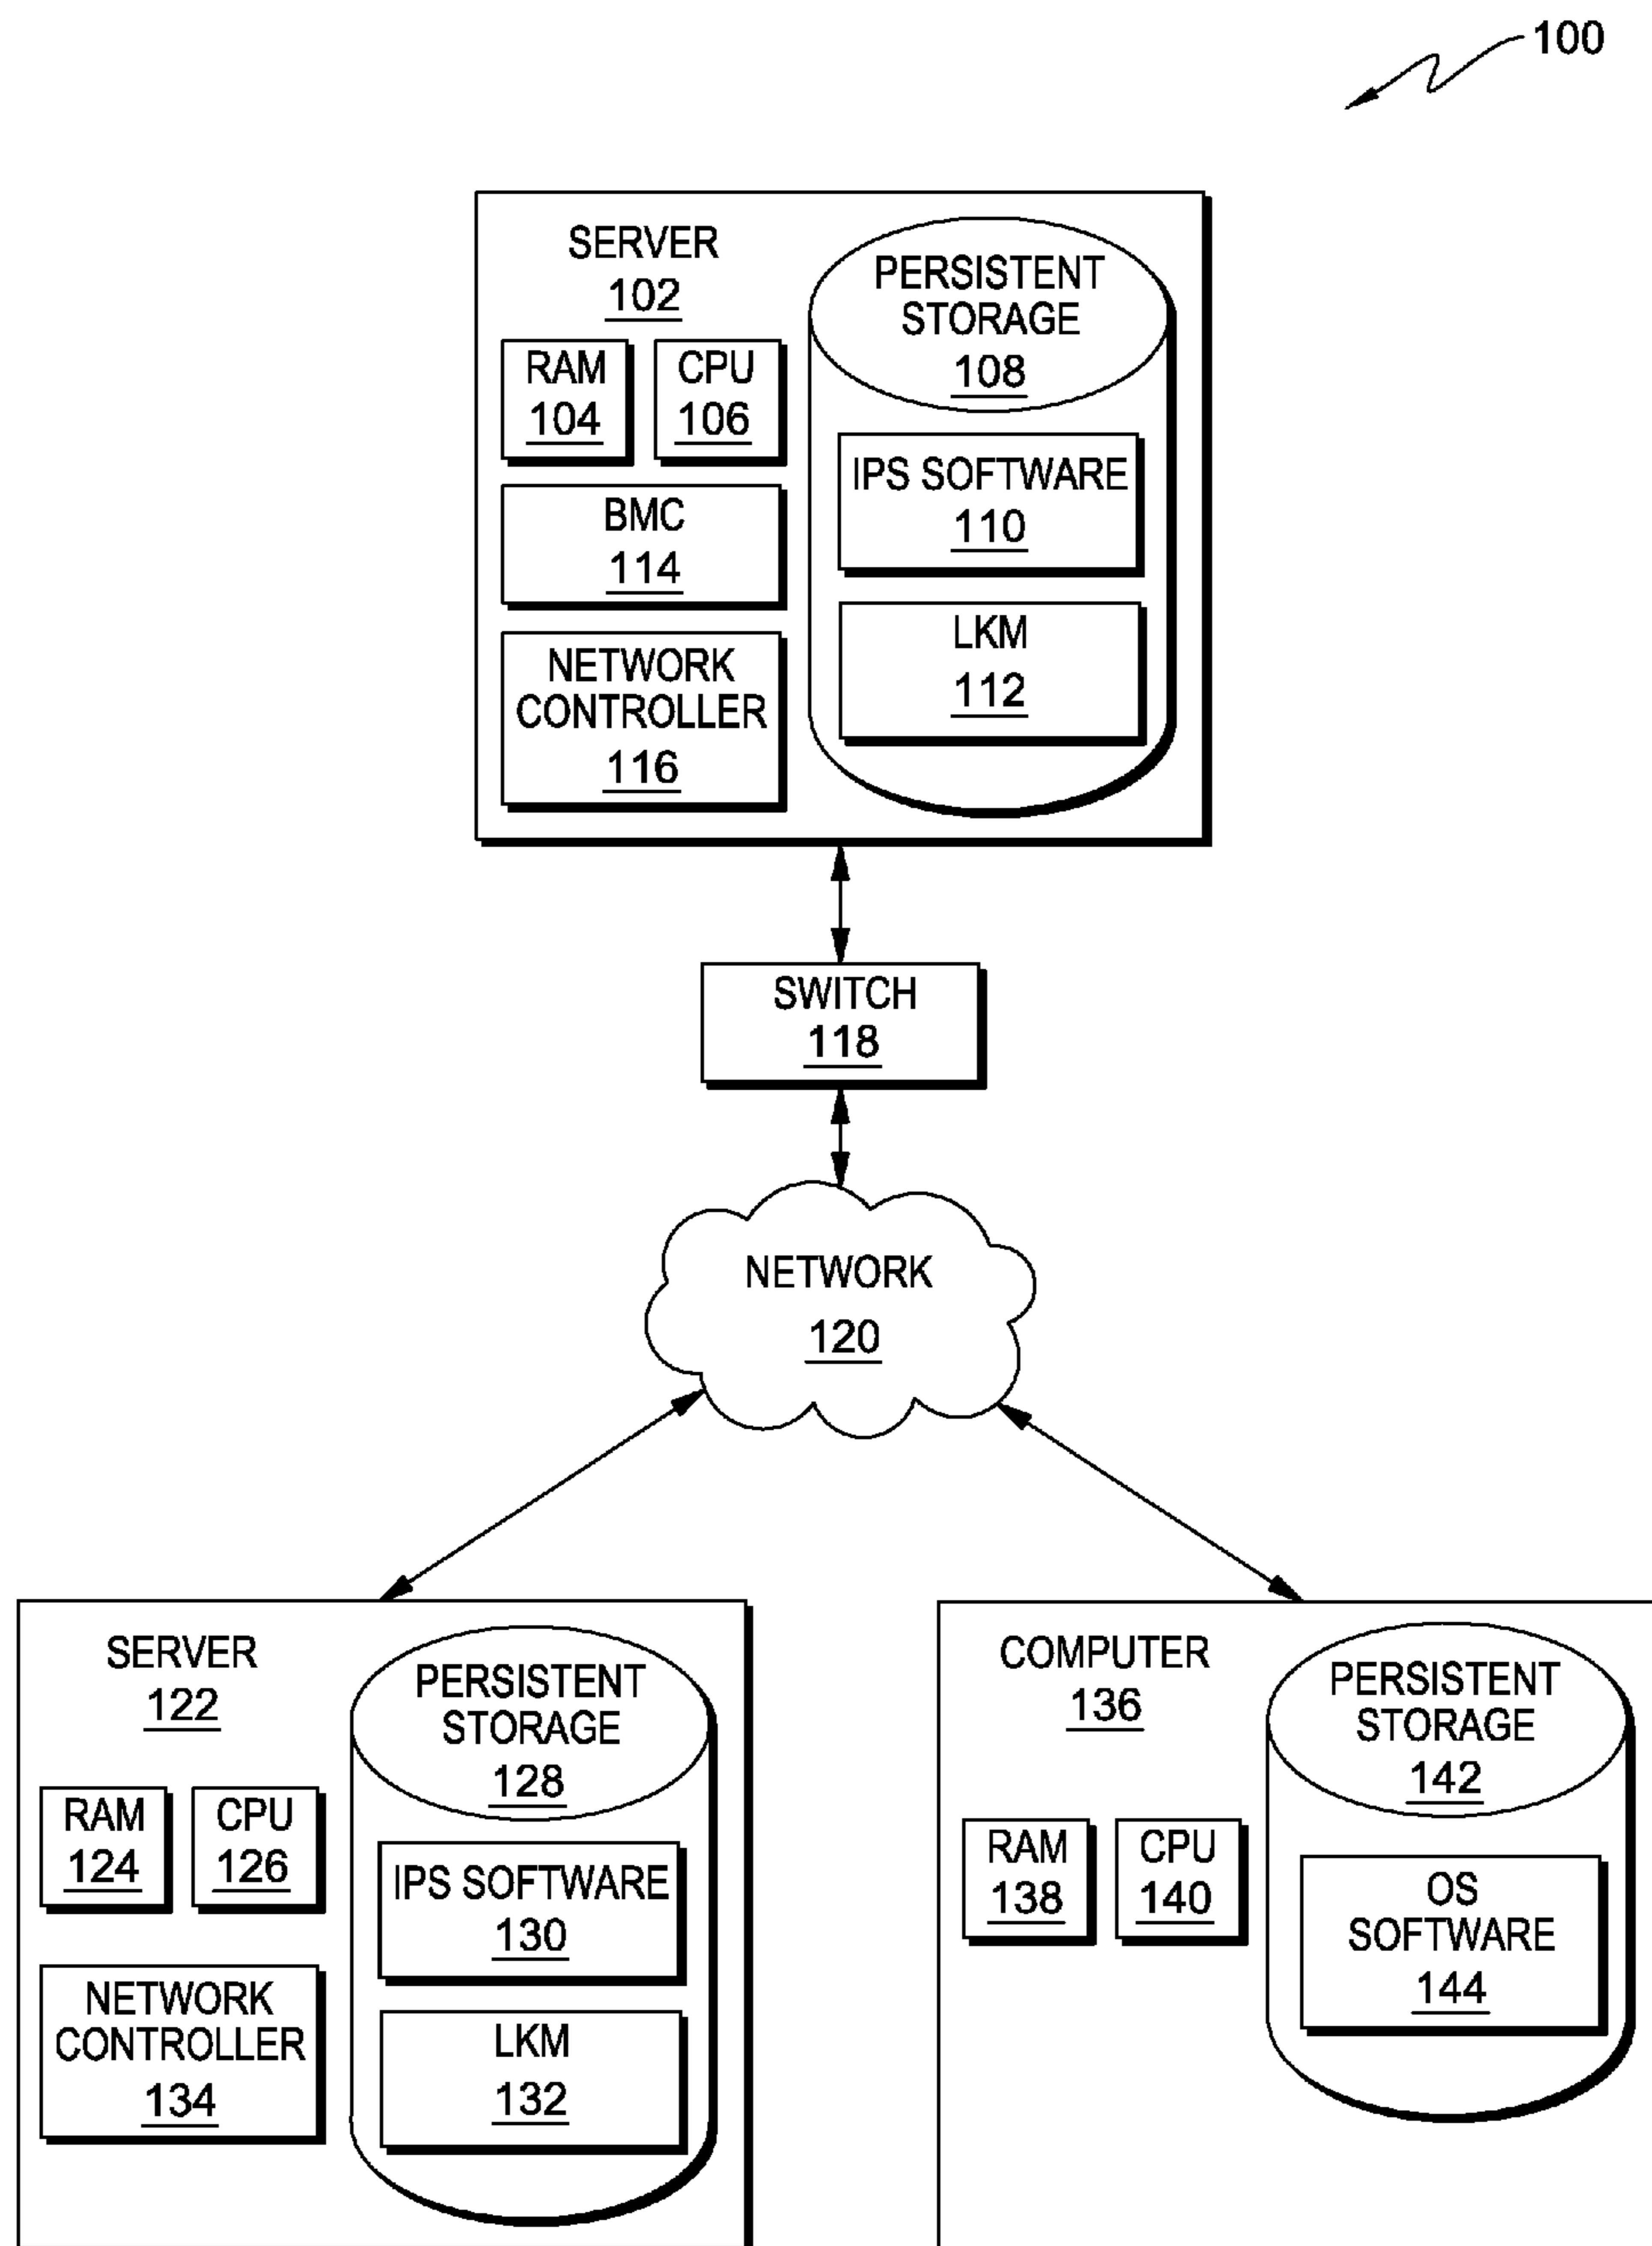 100
SERVER
102
PERSISTENT
STORAGE
108
RAM
104
CPU
106
IPS SOFTWARE
110
BMC
114
LKM
112
NETWORK
CONTROLLER
116
SWITCH
118
NETWORK
120
SERVER
122
PERSISTENT
STORAGE
128
RAM
124
CPU
126
IPS SOFTWARE
130
NETWORK
CONTROLLER
134
LKM
132
COMPUTER
136
PERSISTENT
STORAGE
142
RAM
138
CPU
140
OS
SOFTWARE
144